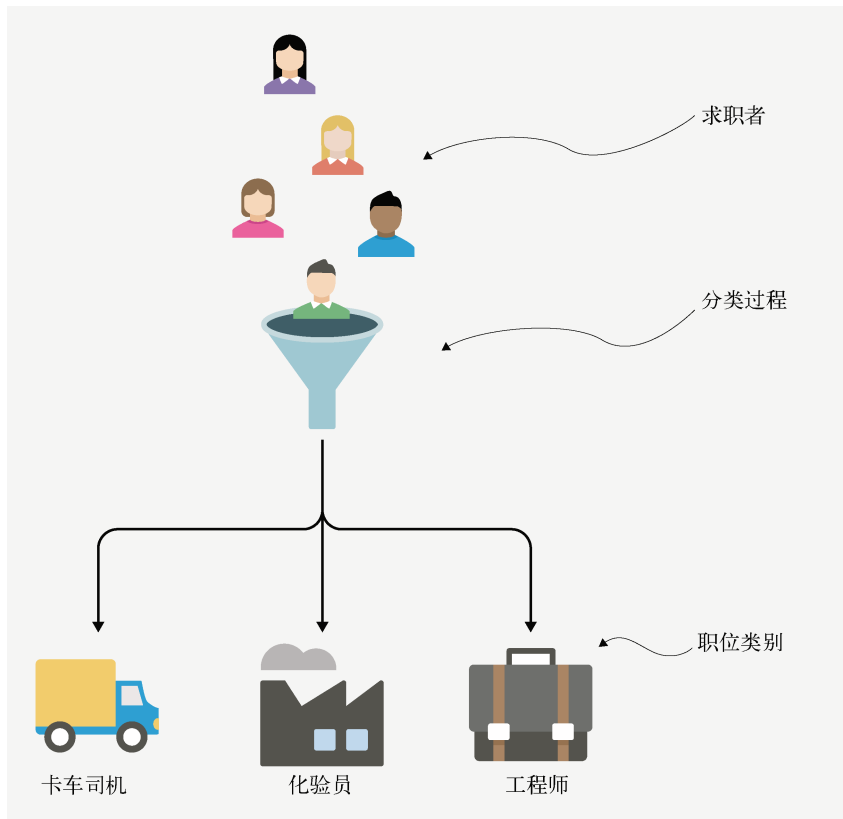 求职者
分类过程
职位类别
卡车司机
化验员
工程师